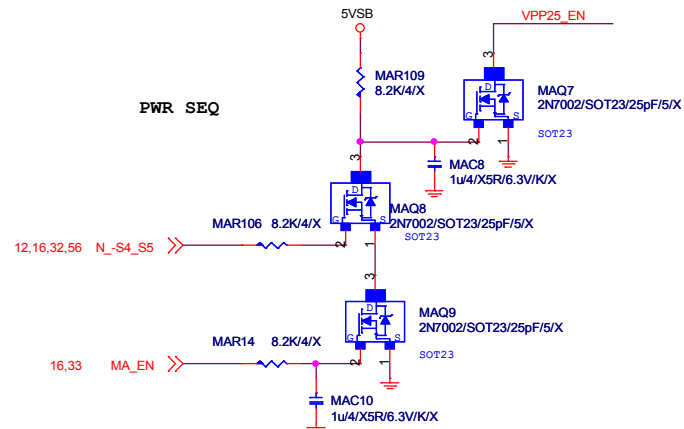 5VSB
VPP25_EN
3
MAR109
8.2K/4/X
MAQ7
2N7002/SOT23/25pF/5/X
D
G
S
SOT23
2
1
PWR SEQ
3
MAC8
1u/4/X5R/6.3V/K/X
D
MAQ8
2N7002/SOT23/25pF/5/X
G
S
SOT23
MAR106 8.2K/4/X
12,16,32,56 N_-S4_S5
2
1
3
D
MAQ9
2N7002/SOT23/25pF/5/X
G
S
MAR14 8.2K/4/X
SOT23
16,33 MA_EN
2
1
MAC10
1u/4/X5R/6.3V/K/X